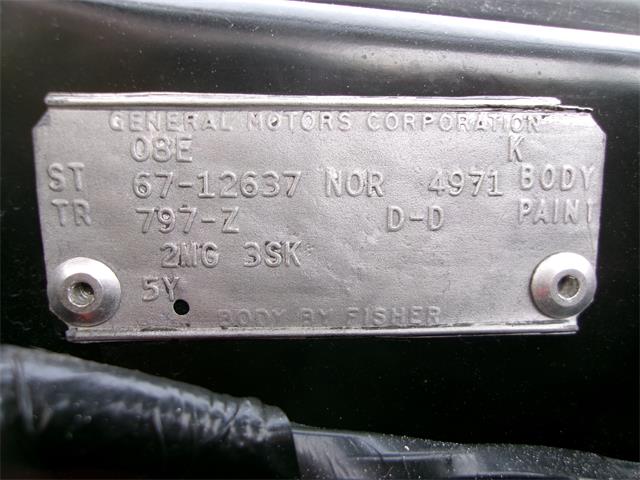 GENERAL MOTORS CORPORATION
08E K
ST 67-12637 NOR 4971 BODY
TR 797-Z D-D PAINT
2MG 3SK
5Y
BODY BY FISHER